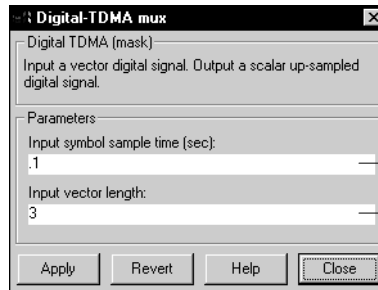 Digital-TDMA mux
Digital TDMA (mask)
Input a vector digital signal. Output a scalar up-sampled
digital signal.
Parameters
Input symbol sample time (sec):
.1
Input vector length:
3
Apply Revert Help Close